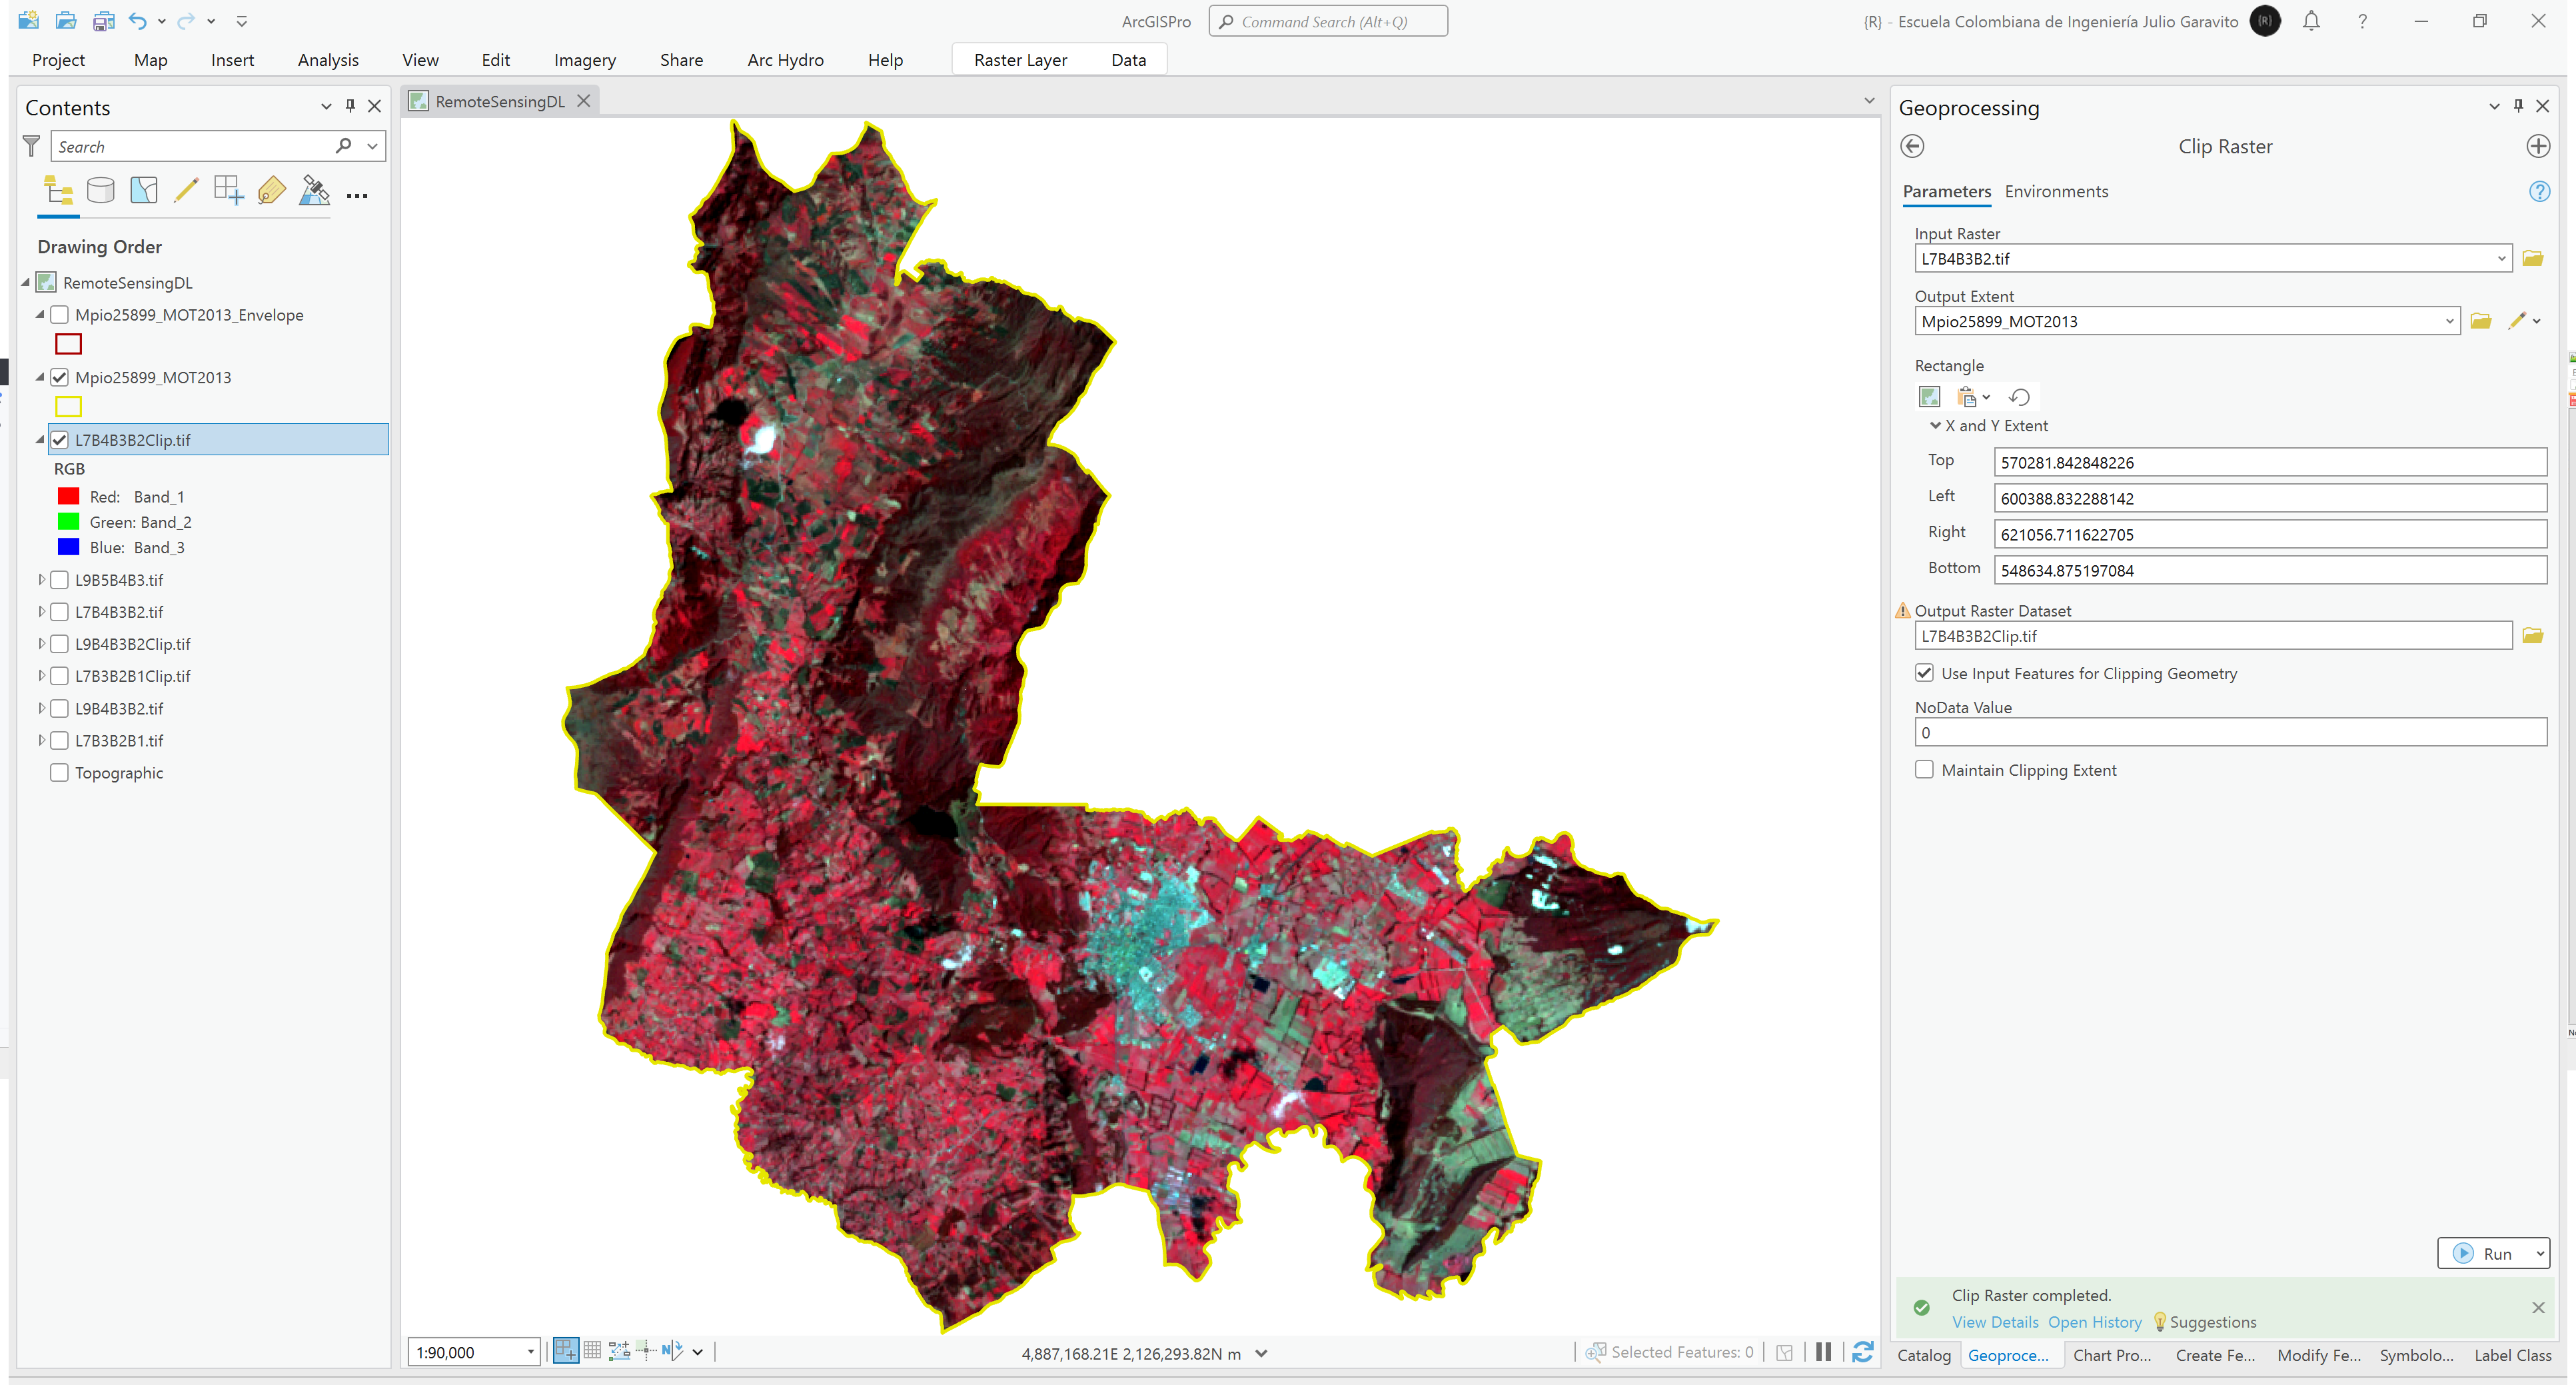 ArcGISPro
Command Search (Alt+Q)
{R} - Escuela Colombiana de Ingeniería Julio Garavito
{R}
?
Project Map Insert Analysis View Edit Imagery Share Arc Hydro Help Raster Layer Data
Contents
Search
Drawing Order
RemoteSensingDL
Mpio25899_MOT2013_Envelope
Mpio25899_MOT2013
L7B4B3B2Clip.tif
RGB
Red: Band_1
Green: Band_2
Blue: Band_3
L9B5B4B3.tif
L7B4B3B2.tif
L9B4B3B2Clip.tif
L7B3B2B1Clip.tif
L9B4B3B2.tif
L7B3B2B1.tif
Topographic
RemoteSensingDL
1:90,000
4,887,168.21E 2,126,293.82N m
Selected Features: 0
Geoprocessing
Clip Raster
Parameters Environments
?
Input Raster
L7B4B3B2.tif
Output Extent
Mpio25899_MOT2013
Rectangle
X and Y Extent
Top 570281.842848226
Left 600388.832288142
Right 621056.711622705
Bottom 548634.875197084
Output Raster Dataset
L7B4B3B2Clip.tif
Use Input Features for Clipping Geometry
NoData Value
0
Maintain Clipping Extent
Run
Clip Raster completed.
View Details Open History Suggestions
Catalog Geoproce... Chart Pro... Create Fe... Modify Fe... Symbolo... Label Class